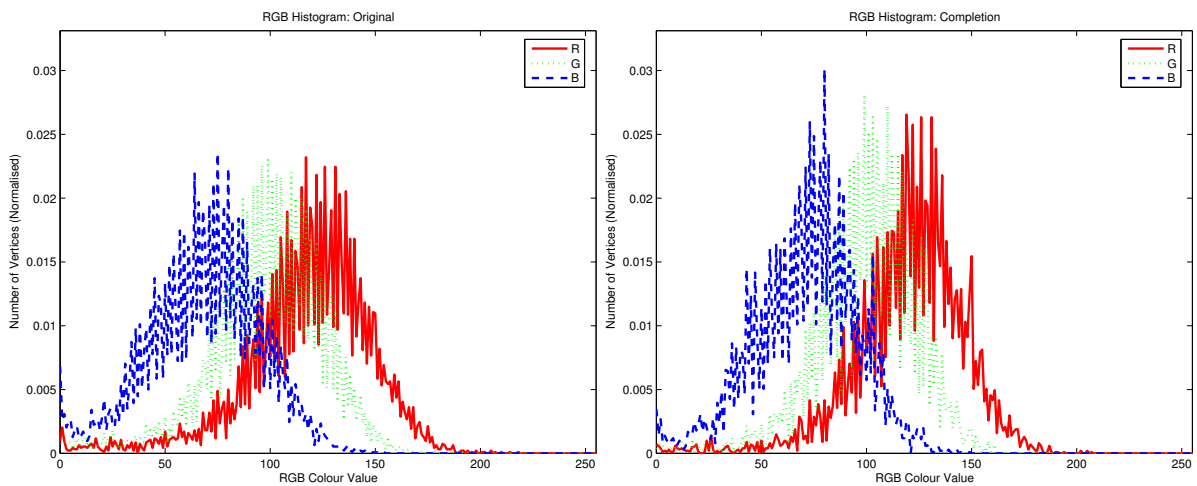 RGB Histogram: Original
0.03
0.025
0.02
0.015
0.01
0.005
0
Number of Vertices (Normalised)
R
G
B
0 50 100 150 200 250
RGB Colour Value
RGB Histogram: Completion
0.03
0.025
0.02
0.015
0.01
0.005
0
Number of Vertices (Normalised)
R
G
B
0 50 100 150 200 250
RGB Colour Value